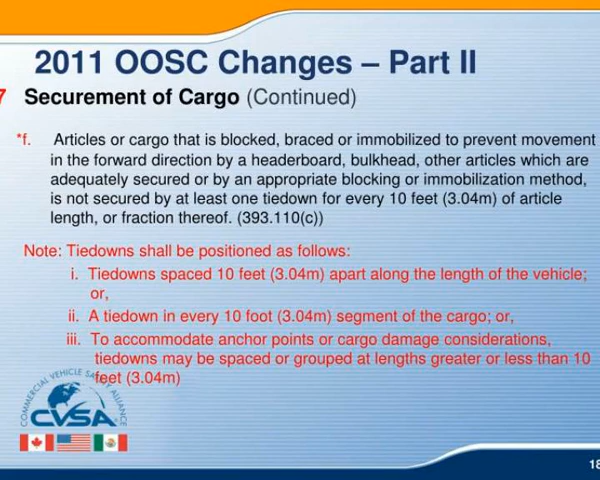 2011 OOSC Changes – Part II
7 Securement of Cargo (Continued)
*f. Articles or cargo that is blocked, braced or immobilized to prevent movement
in the forward direction by a headerboard, bulkhead, other articles which are
adequately secured or by an appropriate blocking or immobilization method,
is not secured by at least one tiedown for every 10 feet (3.04m) of article
length, or fraction thereof. (393.110(c))
Note: Tiedowns shall be positioned as follows:
i. Tiedowns spaced 10 feet (3.04m) apart along the length of the vehicle;
or,
ii. A tiedown in every 10 foot (3.04m) segment of the cargo; or,
iii. To accommodate anchor points or cargo damage considerations,
tiedowns may be spaced or grouped at lengths greater or less than 10
feet (3.04m)
COMMERCIAL VEHICLE SAFETY ALLIANCE
CVSA
18